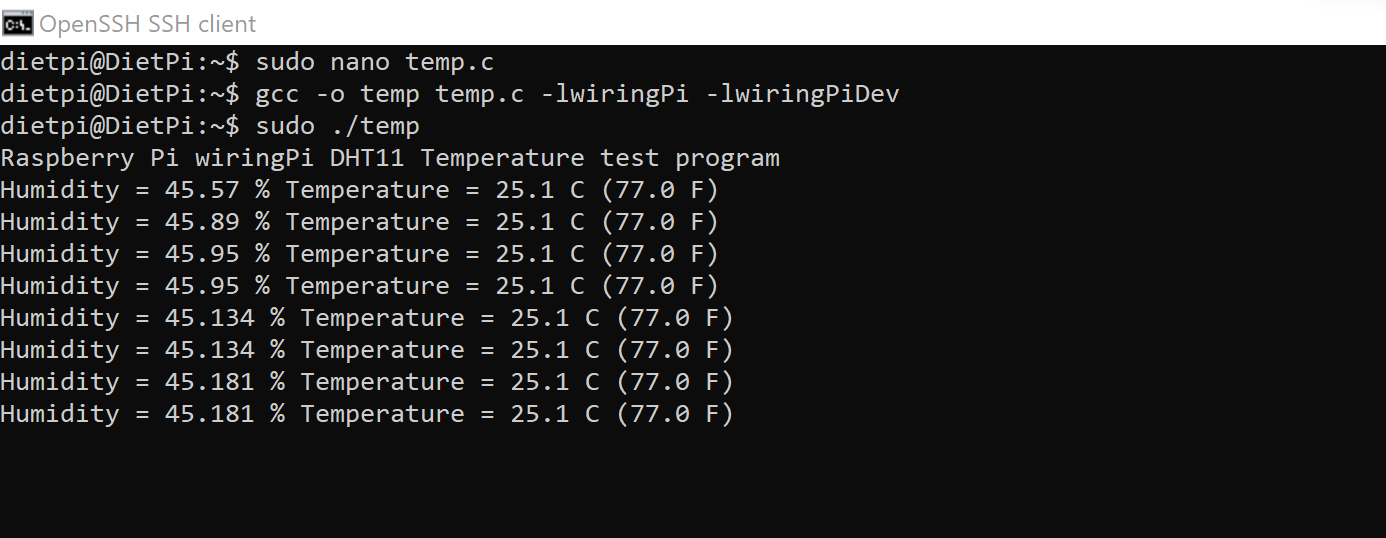 OpenSSH SSH client
dietpi@DietPi:~$ sudo nano temp.c
dietpi@DietPi:~$ gcc -o temp temp.c -lwiringPi -lwiringPiDev
dietpi@DietPi:~$ sudo ./temp
Raspberry Pi wiringPi DHT11 Temperature test program
Humidity = 45.57 % Temperature = 25.1 C (77.0 F)
Humidity = 45.89 % Temperature = 25.1 C (77.0 F)
Humidity = 45.95 % Temperature = 25.1 C (77.0 F)
Humidity = 45.95 % Temperature = 25.1 C (77.0 F)
Humidity = 45.134 % Temperature = 25.1 C (77.0 F)
Humidity = 45.134 % Temperature = 25.1 C (77.0 F)
Humidity = 45.181 % Temperature = 25.1 C (77.0 F)
Humidity = 45.181 % Temperature = 25.1 C (77.0 F)